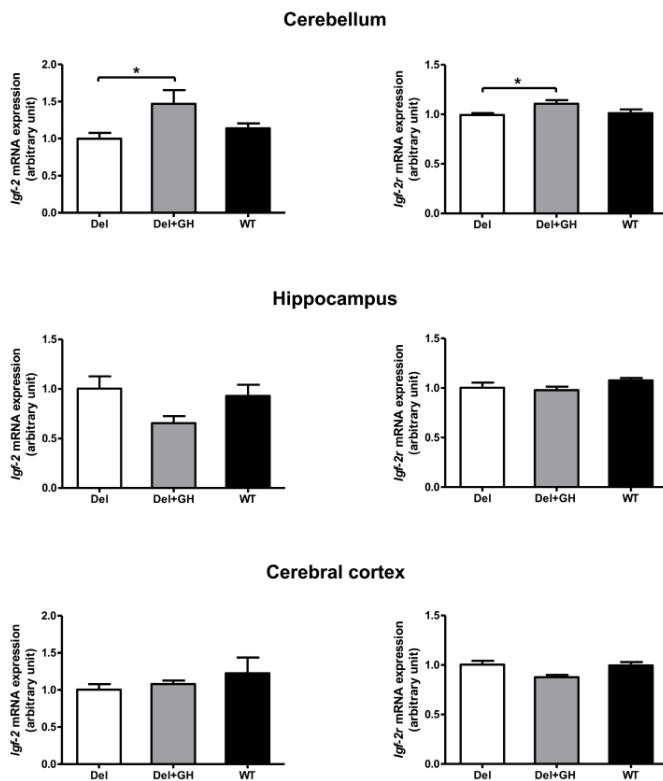 Cerebellum
Igf-2 mRNA expression
(arbitrary unit)
2.0
1.5
1.0
0.5
0.0
*
Del
Del+GH
WT
Igf-2r mRNA expression
(arbitrary unit)
1.5
1.0
0.5
0.0
*
Del
Del+GH
WT
Hippocampus
Igf-2 mRNA expression
(arbitrary unit)
1.5
1.0
0.5
0.0
Del
Del+GH
WT
Igf-2r mRNA expression
(arbitrary unit)
1.5
1.0
0.5
0.0
Del
Del+GH
WT
Cerebral cortex
Igf-2 mRNA expression
(arbitrary unit)
2.0
1.5
1.0
0.5
0.0
Del
Del+GH
WT
Igf-2r mRNA expression
(arbitrary unit)
1.5
1.0
0.5
0.0
Del
Del+GH
WT